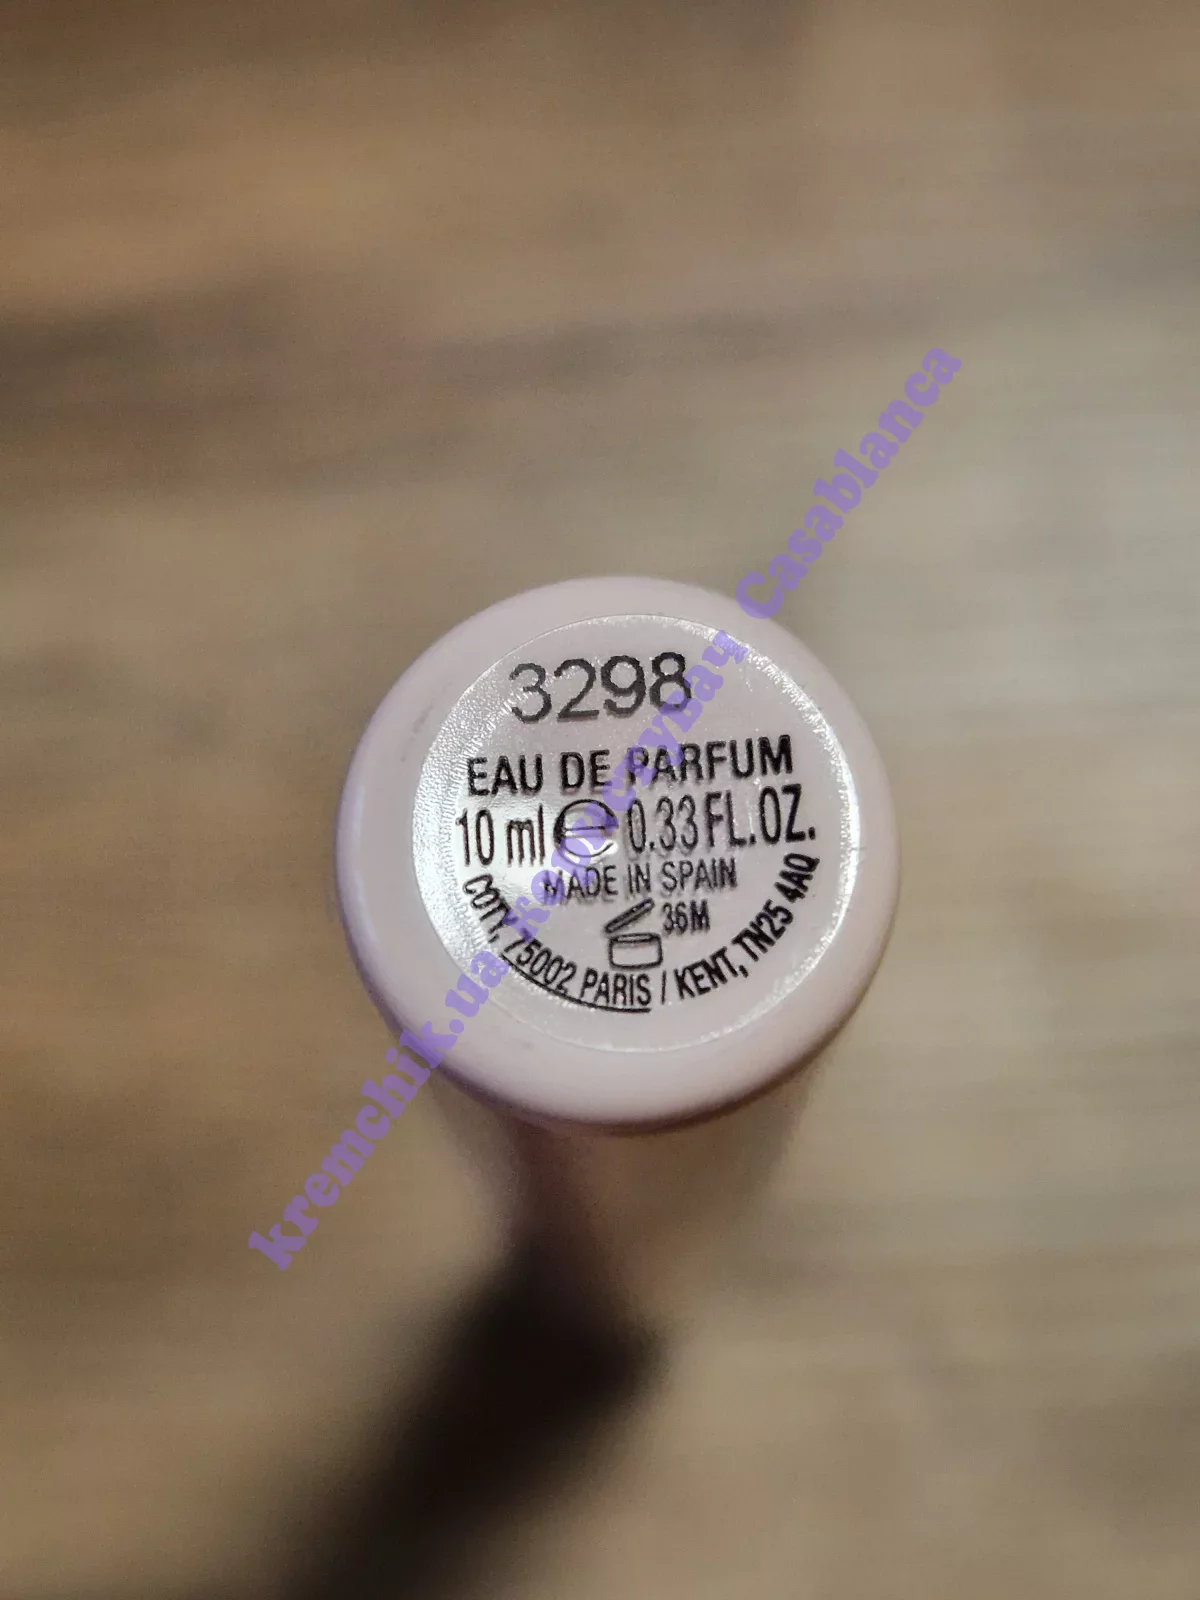 3298
EAU DE PARFUM
10 ml ℮ 0.33 FL.OZ.
MADE IN SPAIN
36M
COTY, 75002 PARIS / KENT, TN25 4AQ
kremchik.ua користувач Casablanca